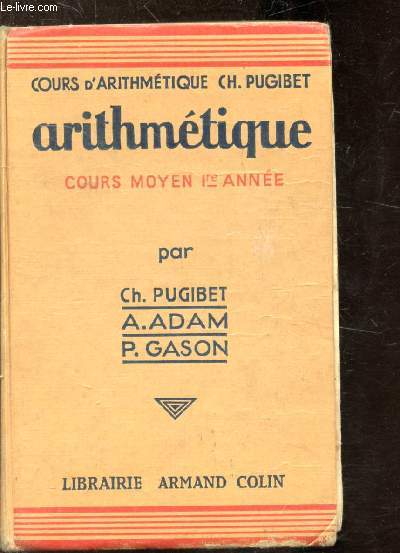 Le-livre.com
COURS D'ARITHMÉTIQUE CH. PUGIBET
arithmétique
COURS MOYEN 1RE ANNÉE
par
Ch. PUGIBET
A. ADAM
P. GASON
LIBRAIRIE ARMAND COLIN